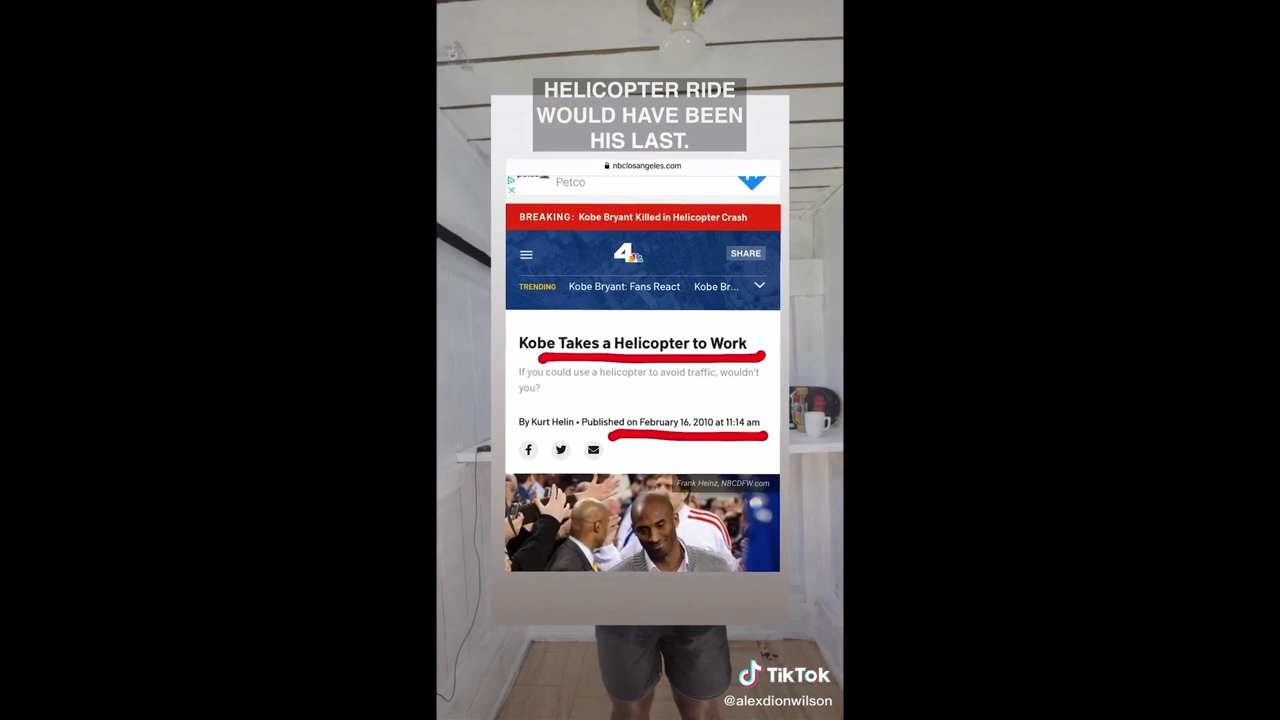 HELICOPTER RIDE
WOULD HAVE BEEN
HIS LAST.
nbclosangeles.com
Petco
BREAKING: Kobe Bryant Killed in Helicopter Crash
4
SHARE
TRENDING Kobe Bryant: Fans React Kobe Br...
Kobe Takes a Helicopter to Work
If you could use a helicopter to avoid traffic, wouldn't
you?
By Kurt Helin • Published on February 16, 2010 at 11:14 am
Frank Heinz, NBCDFW.com
TikTok
@alexdionwilson